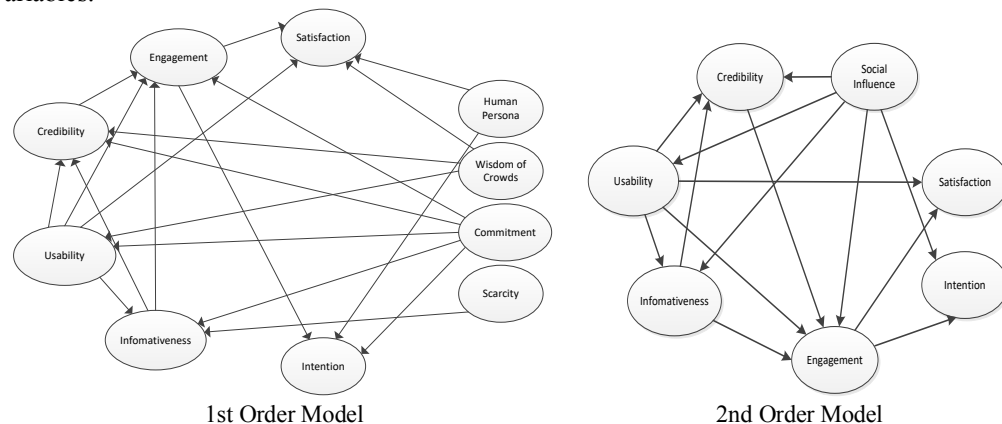 ariables.
Satisfaction
Engagement
Human
Persona
Credibility
Wisdom of
Crowds
Commitment
Usability
Scarcity
Infomativeness
Intention
1st Order Model
Credibility
Social
Influence
Usability
Satisfaction
Infomativeness
Intention
Engagement
2nd Order Model